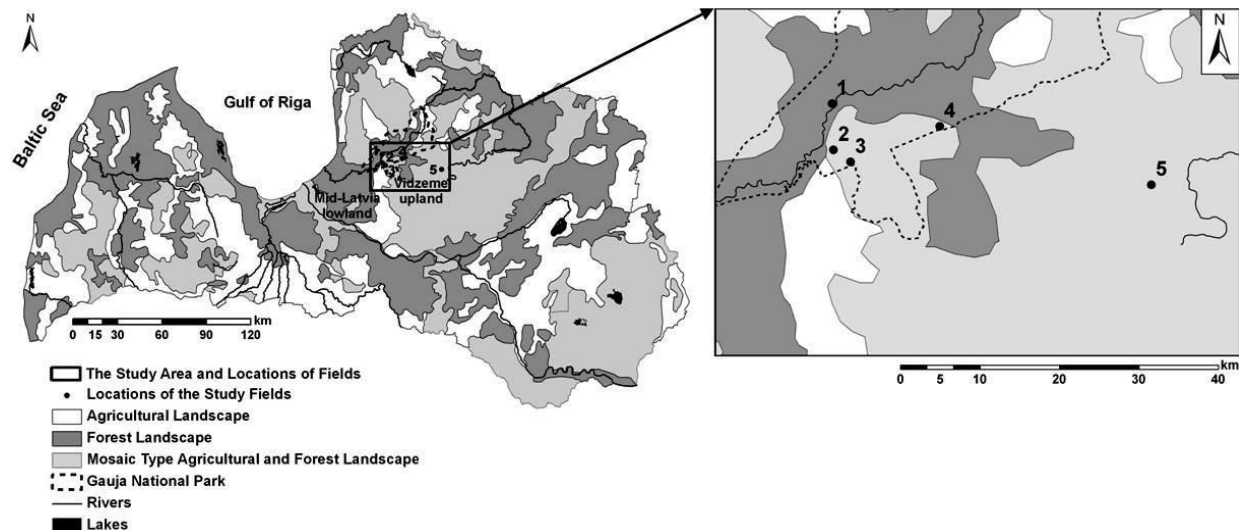 N
Baltic Sea
Gulf of Riga
2
4
3
5
Mid-Latvia
lowland
Vidzeme
upland
km
0 15 30 60 90 120
The Study Area and Locations of Fields
Locations of the Study Fields
Agricultural Landscape
Forest Landscape
Mosaic Type Agricultural and Forest Landscape
Gauja National Park
Rivers
Lakes
N
1
2
3
4
5
km
0 5 10 20 30 40